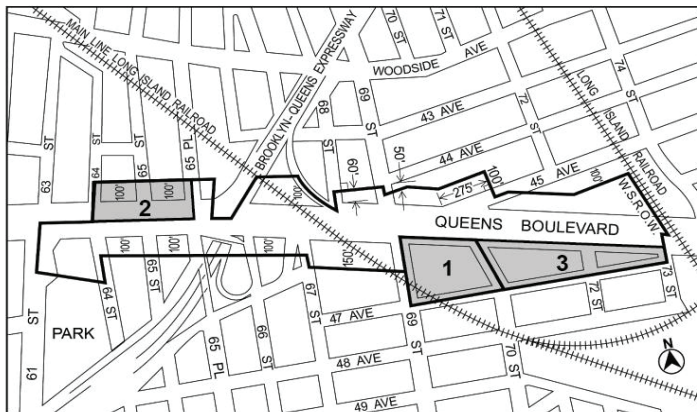 MAIN LINE LONG ISLAND RAILROAD
BROOKLYN-QUEENS EXPRESSWAY
70 ST
71 ST
WOODSIDE AVE
74 ST
LONG ISLAND RAILROAD
W.S.R.O.W.
63 ST
64 ST
65 ST
65 PL
68 ST
69 ST
72 ST
43 AVE
44 AVE
45 AVE
60'
50'
275'
100'
100'
100'
100'
100'
2
QUEENS BOULEVARD
100'
100'
100'
150'
1
3
64 ST
65 ST
65 PL
66 ST
67 ST
69 ST
70 ST
72 ST
73 ST
47 AVE
48 AVE
49 AVE
PARK
61 ST
N